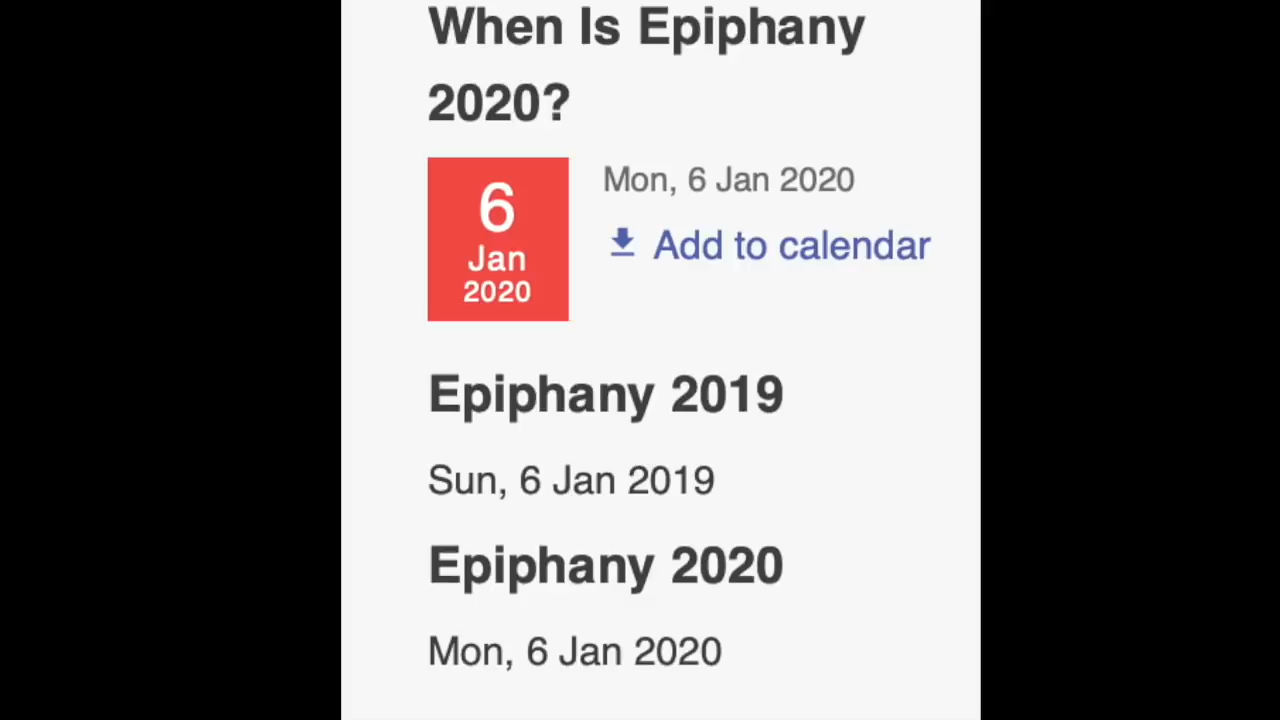 When Is Epiphany
2020?
6
Jan
2020
Mon, 6 Jan 2020
Add to calendar
Epiphany 2019
Sun, 6 Jan 2019
Epiphany 2020
Mon, 6 Jan 2020